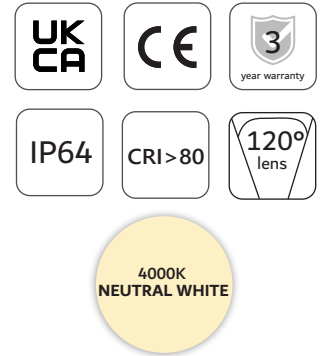 UK
CA
CE
3
year warranty
IP64
CRI>80
120°
lens
4000K
NEUTRAL WHITE